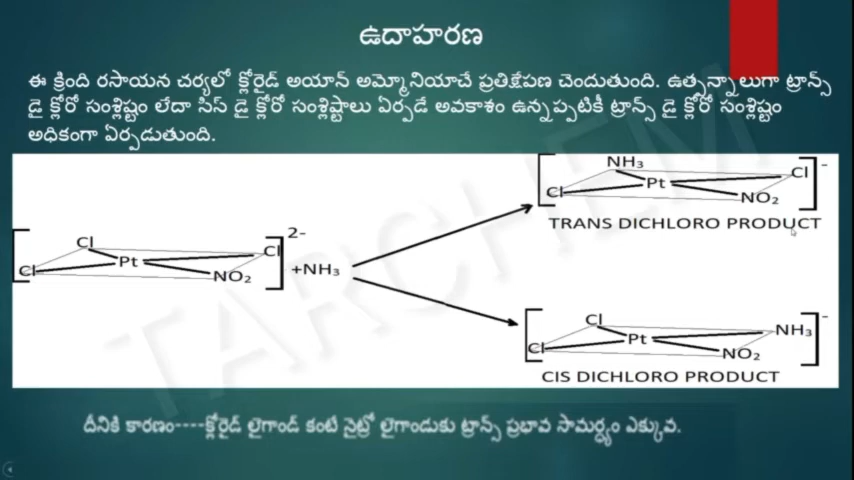 ఉదాహరణ
ఈ క్రింది రసాయన చర్యలో క్లోరైడ్ అయాన్ అమ్మోనియాచే ప్రతిక్షేపణ చెందుతుంది. ఉత్పన్నాలుగా ట్రాన్స్
డై క్లోరో సంశ్లిష్టం లేదా సిస్ డై క్లోరో సంశ్లిష్టాలు ఏర్పడే అవకాశం ఉన్నప్పటికీ ట్రాన్స్ డై క్లోరో సంశ్లిష్టం
అధికంగా ఏర్పడుతుంది.
NH₃
Cl Pt Cl
NO₂
-
TRANS DICHLORO PRODUCT
Cl
Cl Pt Cl
NO₂
2-
+NH₃
Cl
Cl Pt NH₃
NO₂
-
CIS DICHLORO PRODUCT
దీనికి కారణం----క్లోరైడ్ లైగాండ్ కంటే నైట్రో లైగాండుకు ట్రాన్స్ ప్రభావ సామర్థ్యం ఎక్కువ.
TARCHEM